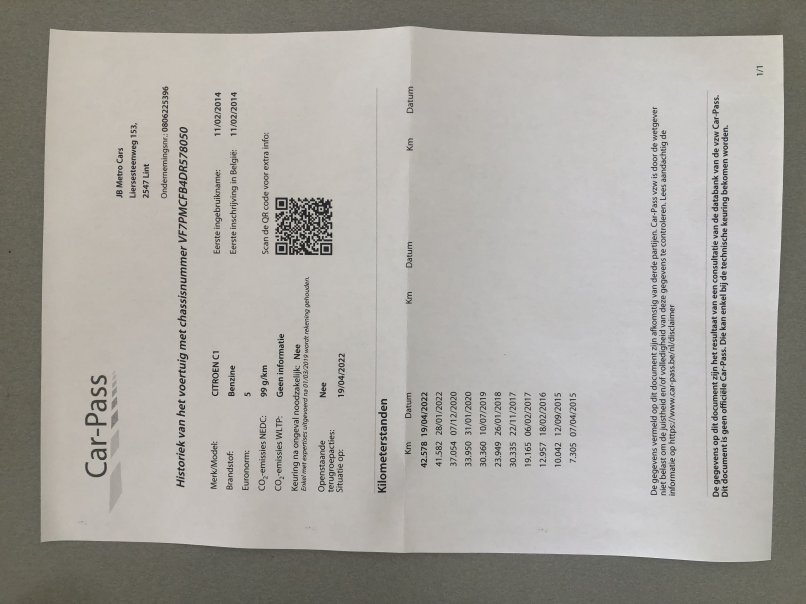 Car-Pass
JB Metro Cars
Liersesteenweg 153,
2547 Lint
Ondernemingsnr.: 0806225396
Historiek van het voertuig met chassisnummer VF7PMCFB4DR578050
Merk/Model: CITROEN C1
Brandstof: Benzine
Euronorm: 5
CO2-emissies NEDC: 99 g/km
CO2-emissies WLTP: Geen informatie
Keuring na ongeval noodzakelijk: Nee
Enkel met expertises uitgevoerd na 01/03/2019 wordt rekening gehouden.
Openstaande terugroepacties: Nee
Situatie op: 19/04/2022
Eerste ingebruikname: 11/02/2014
Eerste inschrijving in België: 11/02/2014
Scan de QR code voor extra info:
Kilometerstanden
Km Datum Km Datum Km Datum
42.578 19/04/2022
41.582 28/01/2022
37.054 07/12/2020
33.950 31/01/2020
30.360 10/07/2019
23.949 26/01/2018
30.335 22/11/2017
19.165 06/02/2017
12.957 18/02/2016
10.042 12/09/2015
7.305 07/04/2015
De gegevens vermeld op dit document zijn afkomstig van derde partijen. Car-Pass vzw is door de wetgever
niet belast om de juistheid en/of volledigheid van deze gegevens te controleren. Lees aandachtig de
informatie op https://www.car-pass.be/nl/disclaimer
De gegevens op dit document zijn het resultaat van een consultatie van de databank van de vzw Car-Pass.
Dit document is geen officiële Car-Pass. Die kan enkel bij de technische keuring bekomen worden.
1/1